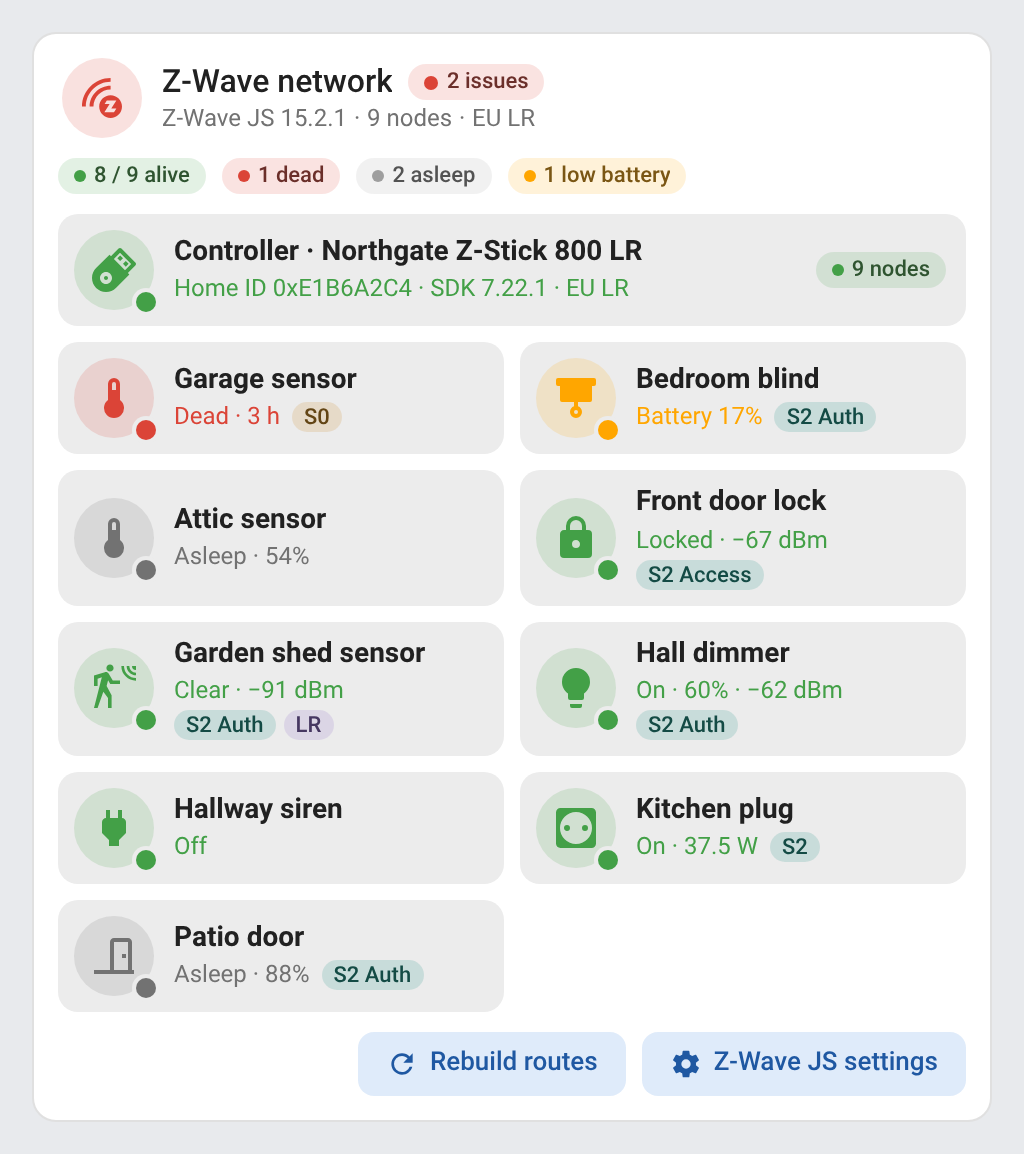 Z-Wave network
2 issues
Z-Wave JS 15.2.1 · 9 nodes · EU LR
8 / 9 alive
1 dead
2 asleep
1 low battery
Controller · Northgate Z-Stick 800 LR
Home ID 0xE1B6A2C4 · SDK 7.22.1 · EU LR
9 nodes
Garage sensor
Dead · 3 h
S0
Bedroom blind
Battery 17%
S2 Auth
Attic sensor
Asleep · 54%
Front door lock
Locked · −67 dBm
S2 Access
Garden shed sensor
Clear · −91 dBm
S2 Auth
LR
Hall dimmer
On · 60% · −62 dBm
S2 Auth
Hallway siren
Off
Kitchen plug
On · 37.5 W
S2
Patio door
Asleep · 88%
S2 Auth
Rebuild routes
Z-Wave JS settings